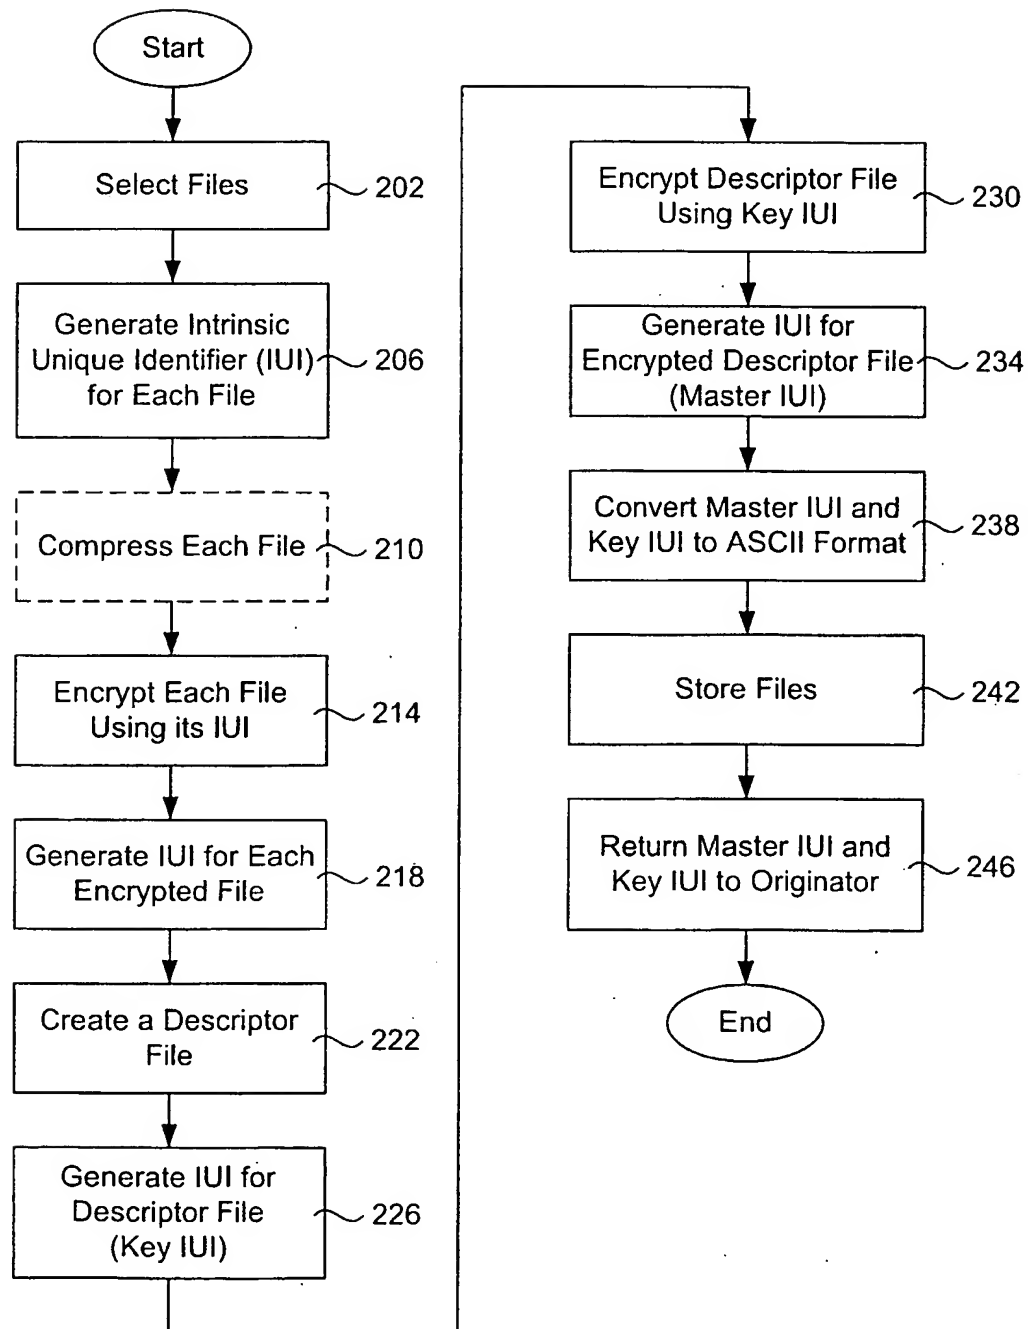 Start
Select Files
202
Generate Intrinsic
Unique Identifier (IUI)
for Each File
206
Compress Each File
210
Encrypt Each File
Using its IUI
214
Generate IUI for Each
Encrypted File
218
Create a Descriptor
File
222
Generate IUI for
Descriptor File
(Key IUI)
226
Encrypt Descriptor File
Using Key IUI
230
Generate IUI for
Encrypted Descriptor File
(Master IUI)
234
Convert Master IUI and
Key IUI to ASCII Format
238
Store Files
242
Return Master IUI and
Key IUI to Originator
246
End